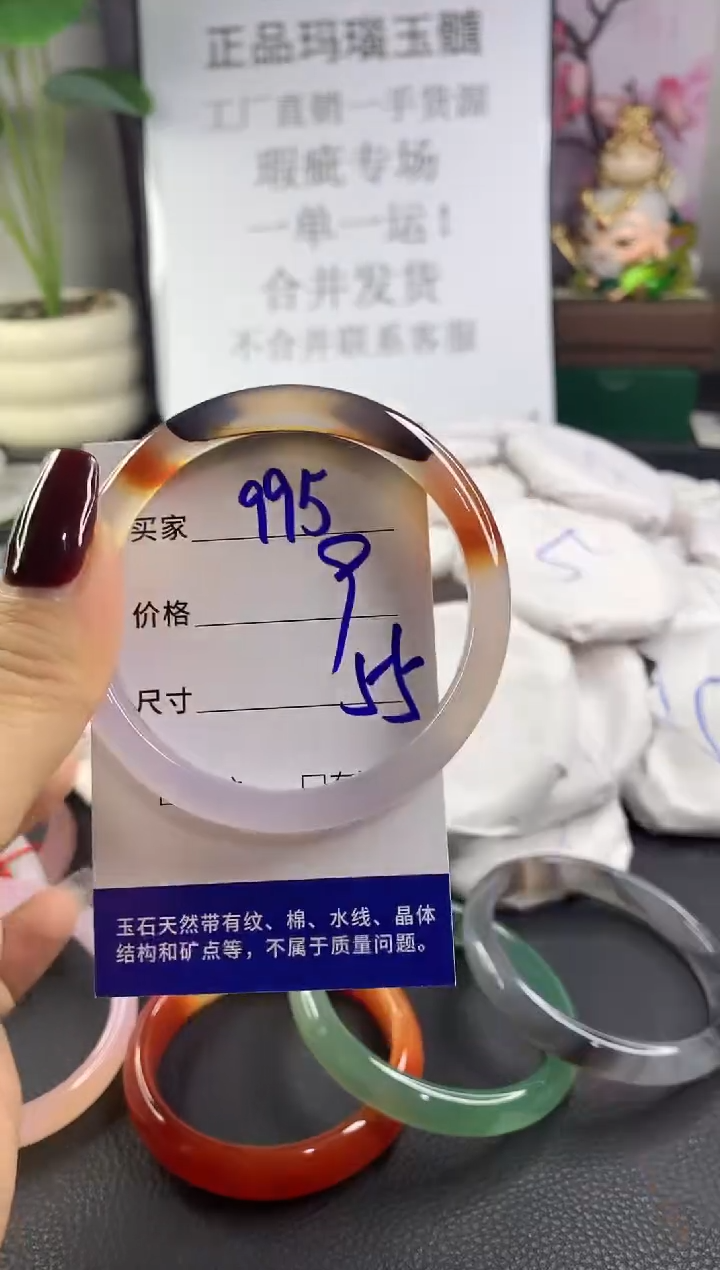 正品玛瑙玉髓
工厂直销一手货源
瑕疵专场
一单一运!
合并发货
不合并联系客服
买家 995
价格 9
尺寸 55
5
玉石天然带有纹、棉、水线、晶体
结构和矿点等，不属于质量问题。